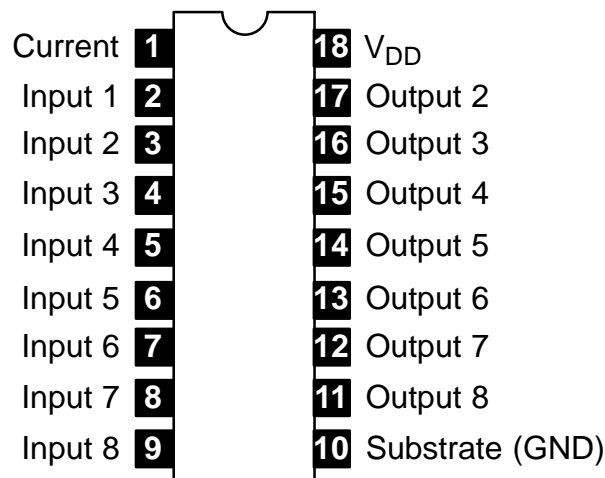 Current 1 18 VDD
Input 1 2 17 Output 2
Input 2 3 16 Output 3
Input 3 4 15 Output 4
Input 4 5 14 Output 5
Input 5 6 13 Output 6
Input 6 7 12 Output 7
Input 7 8 11 Output 8
Input 8 9 10 Substrate (GND)